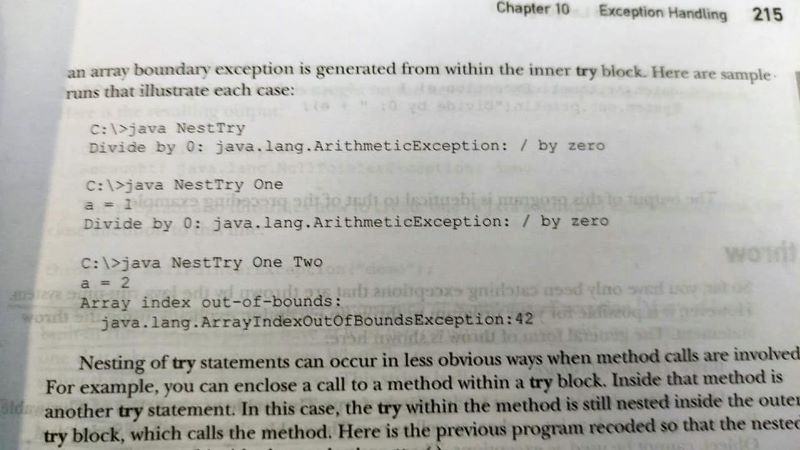 Chapter 10 Exception Handling 215
an array boundary exception is generated from within the inner try block. Here are sample
runs that illustrate each case:
C:\>java NestTry
Divide by 0: java.lang.ArithmeticException: / by zero
C:\>java NestTry One
a = 1
Divide by 0: java.lang.ArithmeticException: / by zero
C:\>java NestTry One Two
a = 2
Array index out-of-bounds:
java.lang.ArrayIndexOutOfBoundsException:42
Nesting of try statements can occur in less obvious ways when method calls are involved
For example, you can enclose a call to a method within a try block. Inside that method is
another try statement. In this case, the try within the method is still nested inside the outer
try block, which calls the method. Here is the previous program recoded so that the nested